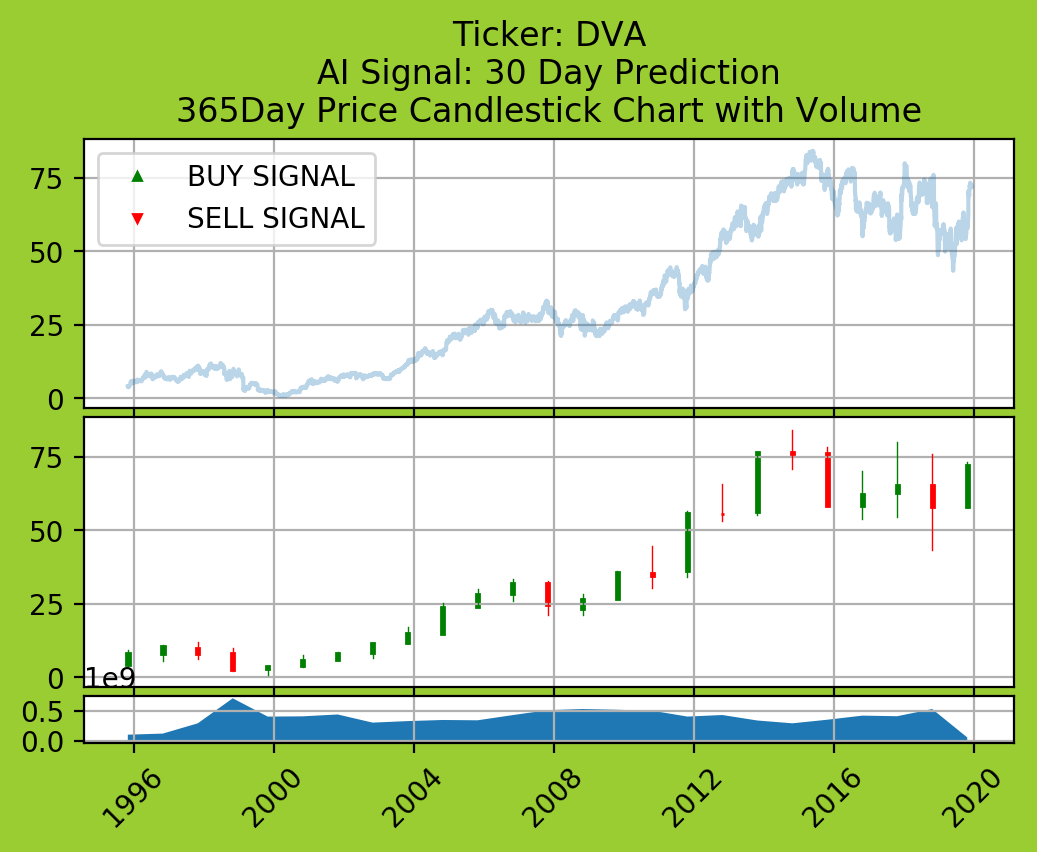 Ticker: DVA
AI Signal: 30 Day Prediction
365Day Price Candlestick Chart with Volume
BUY SIGNAL
SELL SIGNAL
75
50
25
0
75
50
25
0
1e9
0.5
0.0
1996
2000
2004
2008
2012
2016
2020